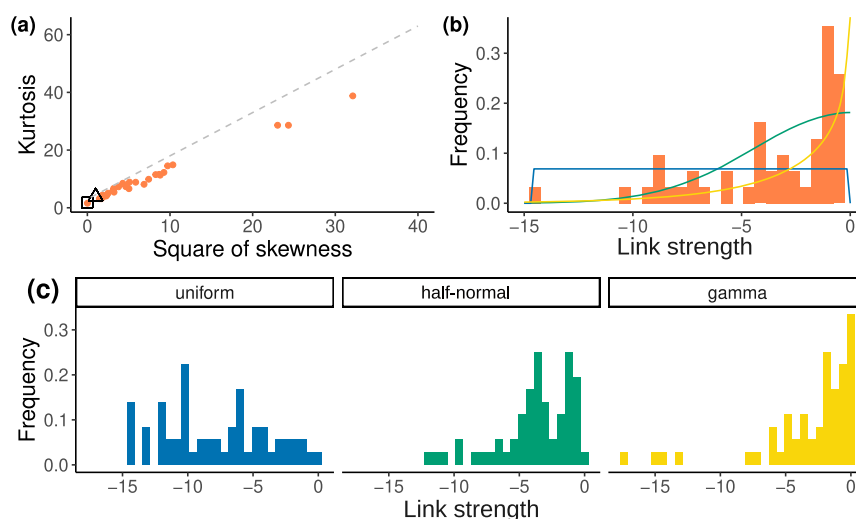 (a)
60
40
20
0
Kurtosis
0 10 20 30 40
Square of skewness
(b)
0.3
0.2
0.1
0.0
Frequency
−15 −10 −5 0
Link strength
(c)
uniform half-normal gamma
0.3
0.2
0.1
0.0
Frequency
−15 −10 −5 0 −15 −10 −5 0 −15 −10 −5 0
Link strength